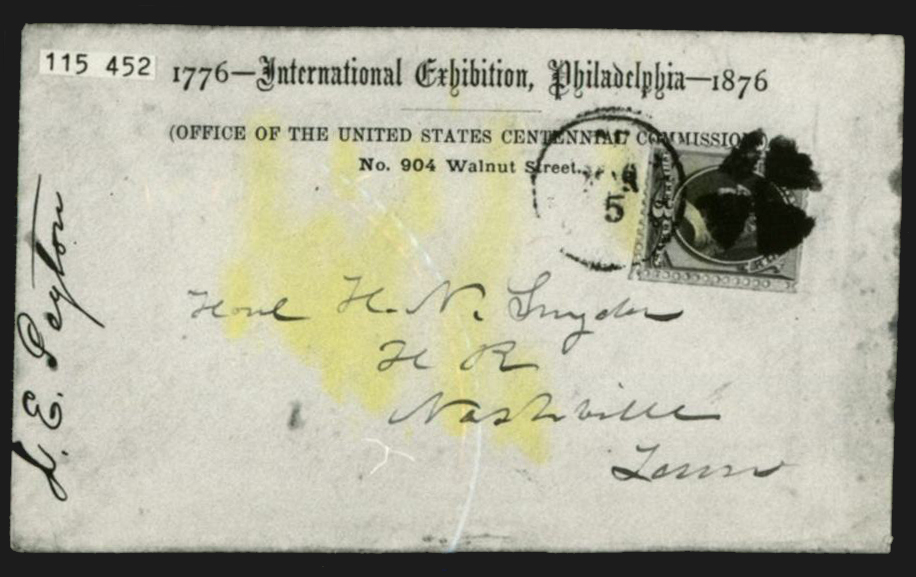 115 452
1776—International Exhibition, Philadelphia—1876
(OFFICE OF THE UNITED STATES CENTENNIAL COMMISSION)
No. 904 Walnut Street.
5
Honl H. N. Snyder
H R
Nashville
Tenn
J. E. Peyton